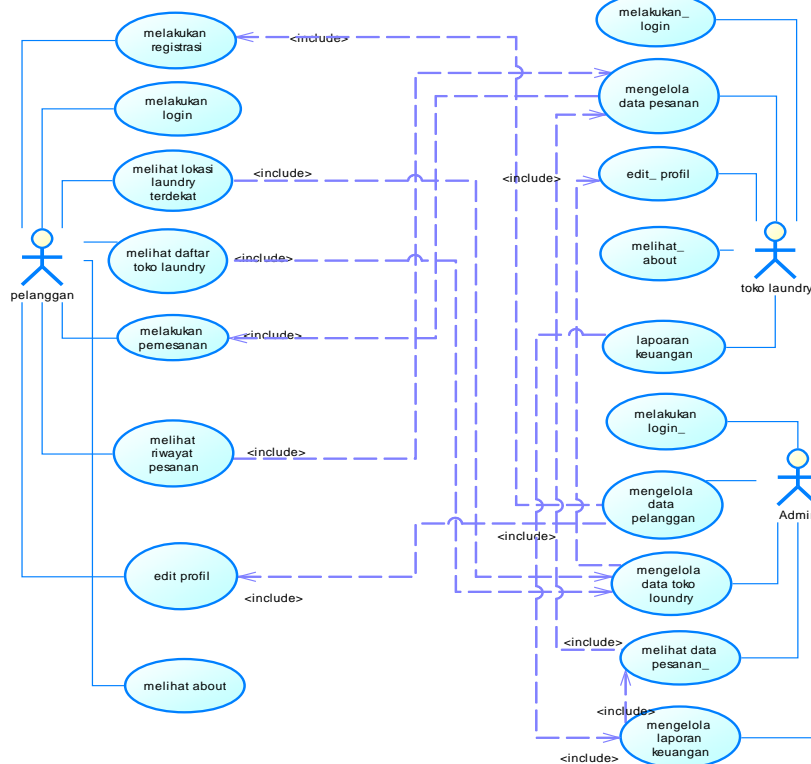 melakukan
registrasi
<include>
melakukan
login
melihat lokasi
laundry
terdekat
<include>
melihat daftar
toko laundry
<include>
pelanggan
melakukan
pemesanan
<include>
melihat
riwayat
pesanan
<include>
edit profil
<include>
melihat about
melakukan_
login
mengelola
data pesanan
<include>
edit_ profil
melihat_
about
toko laundry
lapoaran
keuangan
melakukan
login_
mengelola
data
pelanggan
<include>
Admin
mengelola
data toko
loundry
<include>
melihat data
pesanan_
<include>
mengelola
laporan
keuangan
<include>